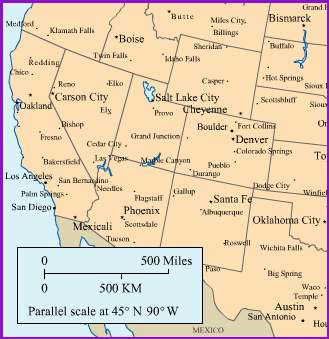 Medford
Klamath Falls
Butte
Miles City,
Billings
Bismarck
Boise
Buffalo
Twin Falls
Idaho Falls
Sheridan
Redding
Chico
Reno
Elko
Casper
Hot Springs
Sioux
Carson City
Salt Lake City
Scottsbluff
Oakland
Provo
Cheyenne
Ely
Bishop
Boulder
Fort Collins
Fresno
Grand Junction
Denver
Cedar City
Colorado Springs
Bakersfield
Las Vegas
Marble Canyon
Pueblo
To
Durango
Los Angeles
San Bernardino
Needles
Dodge City
Winfiel
Palm Springs
Flagstaff
Gallup
Santa Fe
San Diego
Phoenix
Albuquerque
Oklahoma City
Mexicali
Scottsdale
Tucson
Roswell
Wichita Falls
0
500 Miles
Paso
Big Spring
0
500 KM
Waco
Temple
Parallel scale at 45° N 90° W
Austin
MEXICO
San Antonio
Hou